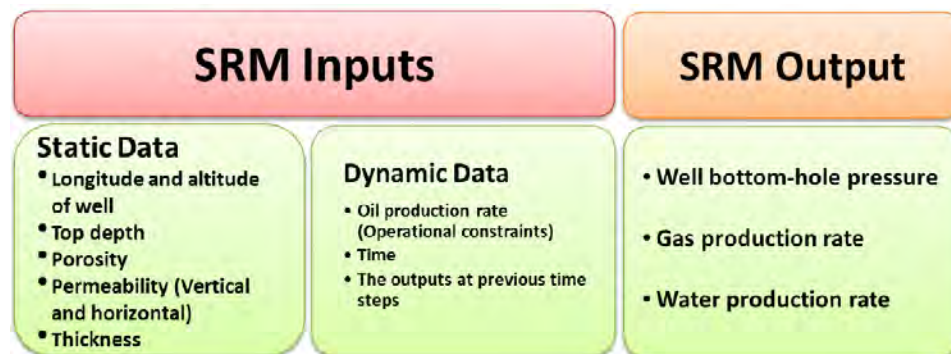 SRM Inputs
SRM Output
Static Data
• Longitude and altitude
of well
• Top depth
• Porosity
• Permeability (Vertical
and horizontal)
• Thickness
Dynamic Data
• Oil production rate
(Operational constraints)
• Time
• The outputs at previous time
steps
• Well bottom-hole pressure
• Gas production rate
• Water production rate